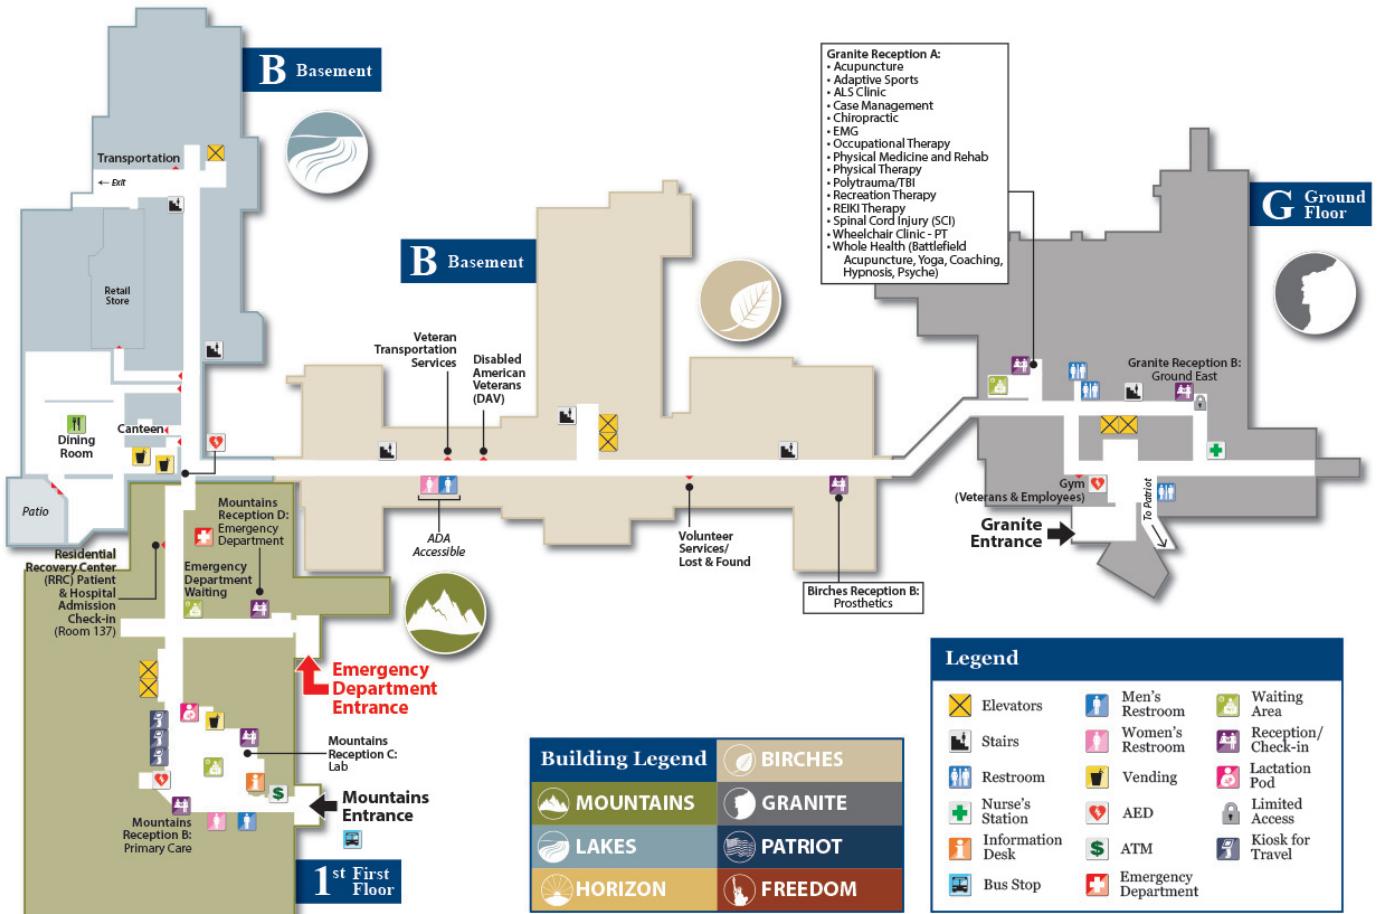 B Basement
Transportation
← Exit
Retail
Store
Canteen
Dining
Room
Patio
B Basement
Veteran
Transportation
Services
Disabled
American
Veterans
(DAV)
ADA
Accessible
Volunteer
Services/
Lost & Found
Birches Reception B:
Prosthetics
Granite Reception A:
• Acupuncture
• Adaptive Sports
• ALS Clinic
• Case Management
• Chiropractic
• EMG
• Occupational Therapy
• Physical Medicine and Rehab
• Physical Therapy
• Polytrauma/TBI
• Recreation Therapy
• REIKI Therapy
• Spinal Cord Injury (SCI)
• Wheelchair Clinic - PT
• Whole Health (Battlefield
Acupuncture, Yoga, Coaching,
Hypnosis, Psyche)
G Ground
Floor
Granite Reception B:
Ground East
Gym
(Veterans & Employees)
To Patriot
Granite
Entrance
Mountains
Reception D:
Emergency
Department
Residential
Recovery Center
(RRC) Patient
& Hospital
Admission
Check-in
(Room 137)
Emergency
Department
Waiting
Emergency
Department
Entrance
Mountains
Reception C:
Lab
Mountains
Entrance
Mountains
Reception B:
Primary Care
1st First
Floor
Building Legend
BIRCHES
MOUNTAINS
GRANITE
LAKES
PATRIOT
HORIZON
FREEDOM
Legend
Elevators
Men's
Restroom
Waiting
Area
Stairs
Women's
Restroom
Reception/
Check-in
Restroom
Vending
Lactation
Pod
Nurse's
Station
AED
Limited
Access
Information
Desk
$ ATM
Kiosk for
Travel
Bus Stop
Emergency
Department